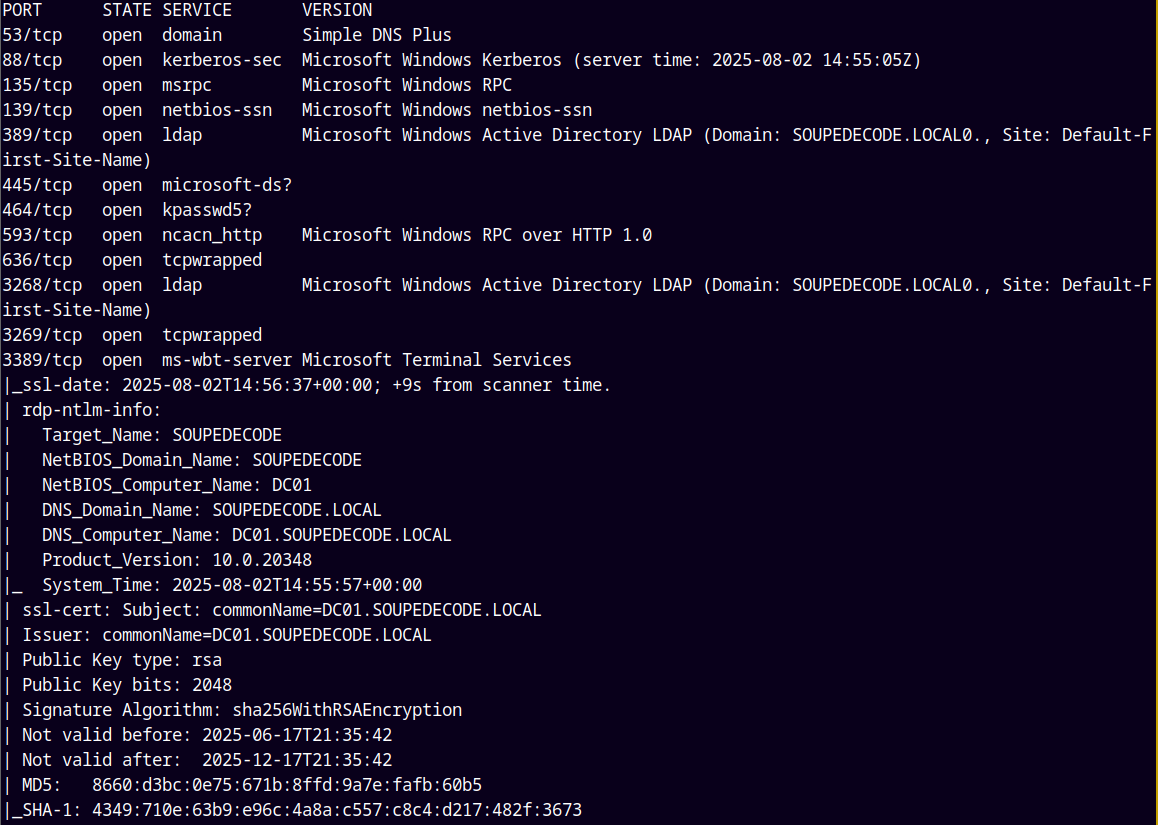 PORT     STATE SERVICE       VERSION
53/tcp   open  domain        Simple DNS Plus
88/tcp   open  kerberos-sec  Microsoft Windows Kerberos (server time: 2025-08-02 14:55:05Z)
135/tcp  open  msrpc         Microsoft Windows RPC
139/tcp  open  netbios-ssn   Microsoft Windows netbios-ssn
389/tcp  open  ldap          Microsoft Windows Active Directory LDAP (Domain: SOUPEDECODE.LOCAL0., Site: Default-F
irst-Site-Name)
445/tcp  open  microsoft-ds?
464/tcp  open  kpasswd5?
593/tcp  open  ncacn_http    Microsoft Windows RPC over HTTP 1.0
636/tcp  open  tcpwrapped
3268/tcp open  ldap          Microsoft Windows Active Directory LDAP (Domain: SOUPEDECODE.LOCAL0., Site: Default-F
irst-Site-Name)
3269/tcp open  tcpwrapped
3389/tcp open  ms-wbt-server Microsoft Terminal Services
|_ssl-date: 2025-08-02T14:56:37+00:00; +9s from scanner time.
| rdp-ntlm-info:
|   Target_Name: SOUPEDECODE
|   NetBIOS_Domain_Name: SOUPEDECODE
|   NetBIOS_Computer_Name: DC01
|   DNS_Domain_Name: SOUPEDECODE.LOCAL
|   DNS_Computer_Name: DC01.SOUPEDECODE.LOCAL
|   Product_Version: 10.0.20348
|_  System_Time: 2025-08-02T14:55:57+00:00
| ssl-cert: Subject: commonName=DC01.SOUPEDECODE.LOCAL
| Issuer: commonName=DC01.SOUPEDECODE.LOCAL
| Public Key type: rsa
| Public Key bits: 2048
| Signature Algorithm: sha256WithRSAEncryption
| Not valid before: 2025-06-17T21:35:42
| Not valid after:  2025-12-17T21:35:42
| MD5:   8660:d3bc:0e75:671b:8ffd:9a7e:fafb:60b5
|_SHA-1: 4349:710e:63b9:e96c:4a8a:c557:c8c4:d217:482f:3673